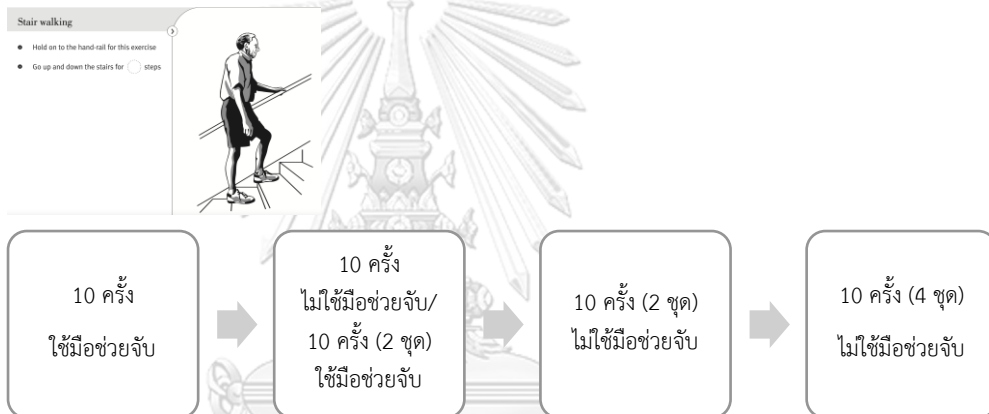 Stair walking
● Hold on to the hand-rail for this exercise
● Go up and down the stairs for ◯ steps
10 ครั้ง
ใช้มือช่วยจับ
10 ครั้ง
ไม่ใช้มือช่วยจับ/
10 ครั้ง (2 ชุด)
ใช้มือช่วยจับ
10 ครั้ง (2 ชุด)
ไม่ใช้มือช่วยจับ
10 ครั้ง (4 ชุด)
ไม่ใช้มือช่วยจับ